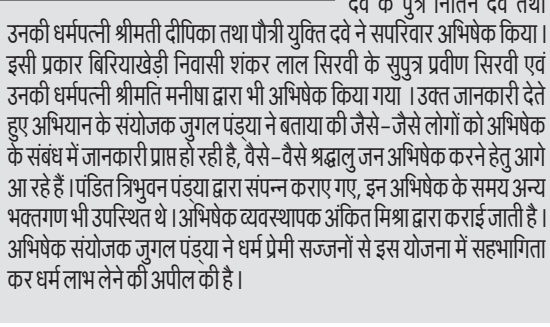 दवे के पुत्र नितिन दवे तथा
उनकी धर्मपत्नी श्रीमती दीपिका तथा पौत्री युक्ति दवे ने सपरिवार अभिषेक किया।
इसी प्रकार बिरियाखेड़ी निवासी शंकर लाल सिरवी के सुपुत्र प्रवीण सिरवी एवं
उनकी धर्मपत्नी श्रीमति मनीषा द्वारा भी अभिषेक किया गया । उक्त जानकारी देते
हुए अभियान के संयोजक जुगल पंड्या ने बताया की जैसे-जैसे लोगों को अभिषेक
के संबंध में जानकारी प्राप्त हो रही है, वैसे-वैसे श्रद्धालु जन अभिषेक करने हेतु आगे
आ रहे हैं । पंडित त्रिभुवन पंड्या द्वारा संपन्न कराए गए, इन अभिषेक के समय अन्य
भक्तगण भी उपस्थित थे । अभिषेक व्यवस्थापक अंकित मिश्रा द्वारा कराई जाती है ।
अभिषेक संयोजक जुगल पंड्या ने धर्म प्रेमी सज्जनों से इस योजना में सहभागिता
कर धर्म लाभ लेने की अपील की है ।